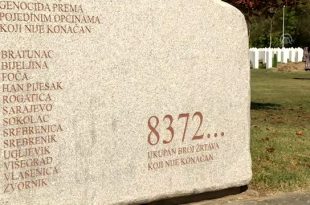 GENOCIDA PREMA
POJEDINIM OPĆINAMA
KOJI NIJE KONAČAN
BRATUNAC
BIJELJINA
FOČA
HAN PIJESAK
ROGATICA
SARAJEVO
SOKOLAC
SREBRENICA
SREBRENIK
UGLJEVIK
VIŠEGRAD
VLASENICA
ZVORNIK
8372...
UKUPAN BROJ ŽRTAVA
KOJI NIJE KONAČAN